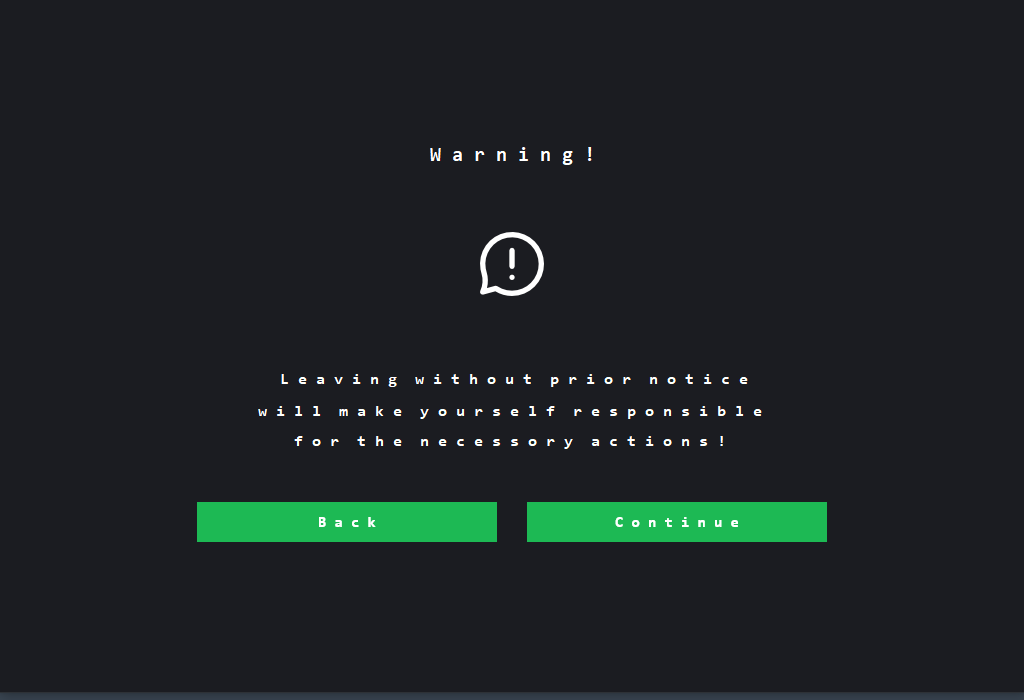 Warning!
Leaving without prior notice
will make yourself responsible
for the necessory actions!
Back
Continue